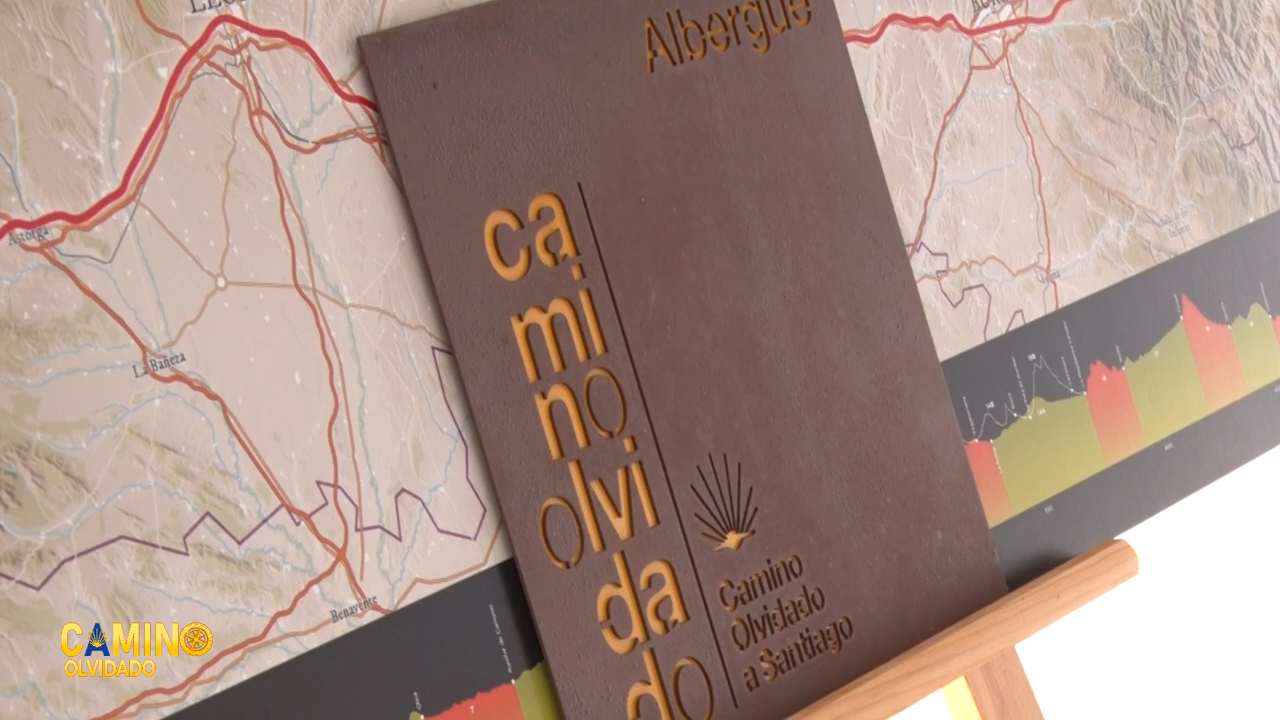 Albergue
ca
mi
no
olvi
da
do
Camino
Olvidado
a Santiago
Astorga
La Bañeza
Benavente
CAMINO
OLVIDADO